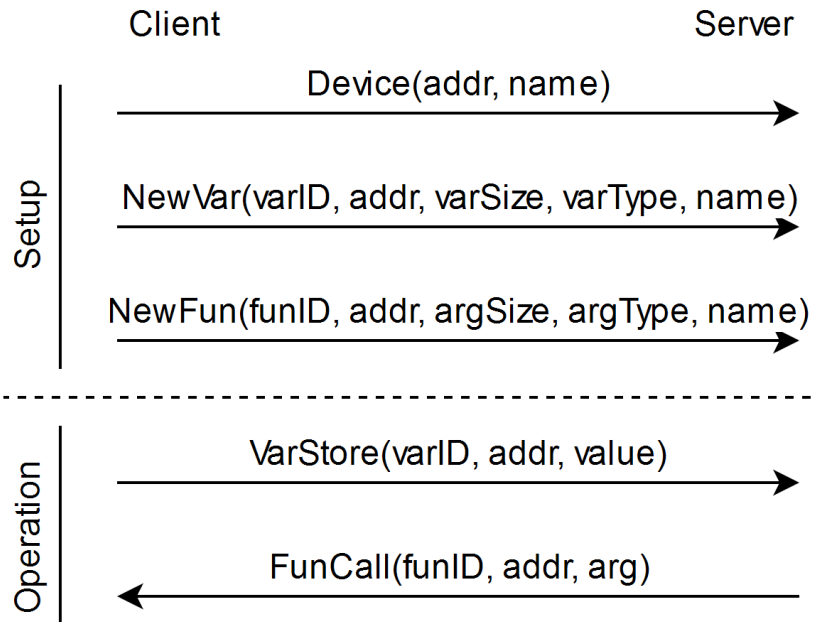 Client
Server
Device(addr, name)
NewVar(varID, addr, varSize, varType, name)
NewFun(funID, addr, argSize, argType, name)
Setup
VarStore(varID, addr, value)
FunCall(funID, addr, arg)
Operation